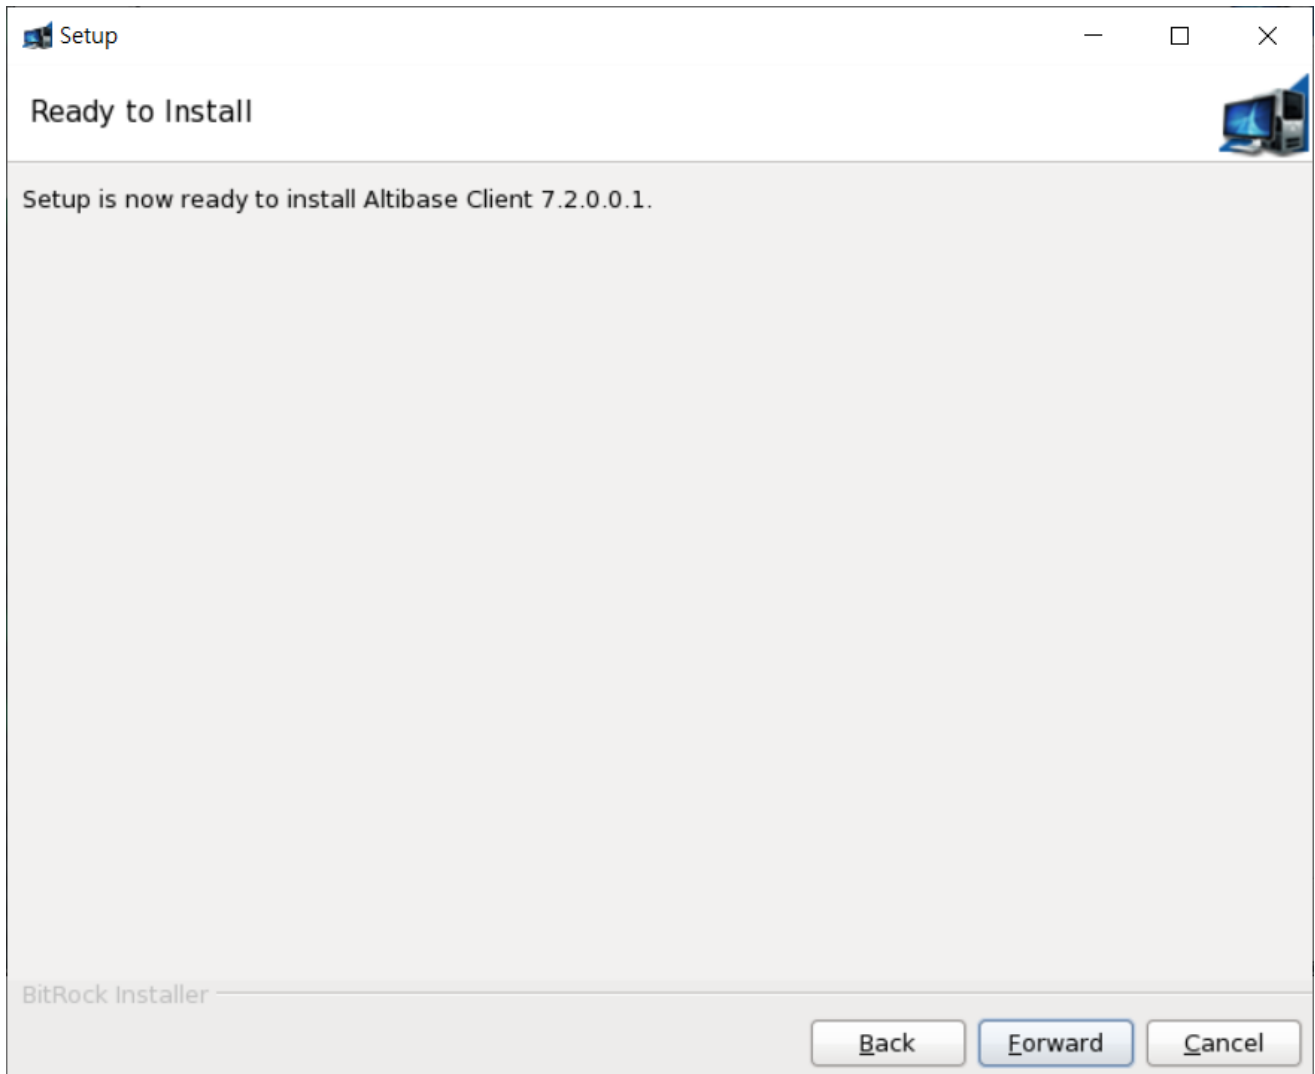 Setup
Ready to Install
Setup is now ready to install Altibase Client 7.2.0.0.1.
BitRock Installer
Back Forward Cancel